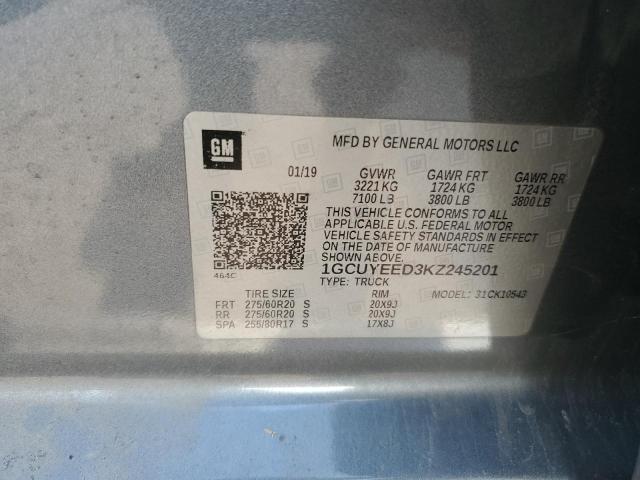 GM
MFD BY GENERAL MOTORS LLC
01/19 GVWR GAWR FRT GAWR RR
3221 KG 1724 KG 1724 KG
7100 LB 3800 LB 3800 LB
THIS VEHICLE CONFORMS TO ALL
APPLICABLE U.S. FEDERAL MOTOR
VEHICLE SAFETY STANDARDS IN EFFECT
ON THE DATE OF MANUFACTURE.
464C 1GCUYEED3KZ245201
TYPE: TRUCK
TIRE SIZE RIM MODEL: 31CK10543
FRT 275/60R20 S 20X9J
RR 275/60R20 S 20X9J
SPA 255/80R17 S 17X8J